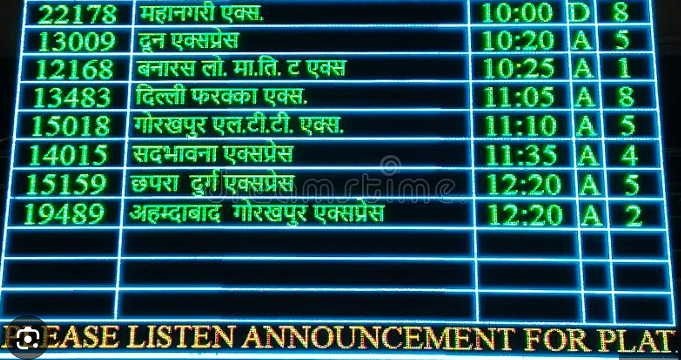 22178 महानगरी एक्स. 10:00 D 8
13009 दून एक्सप्रेस 10:20 A 5
12168 बनारस लो. मा.ति. ट एक्स 10:25 A 1
13483 दिल्ली फरक्का एक्स. 11:05 A 8
15018 गोरखपुर एल.टी.टी. एक्स. 11:10 A 5
14015 सदभावना एक्सप्रेस 11:35 A 4
15159 छपरा दुर्ग एक्सप्रेस 12:20 A 5
19489 अहम्दाबाद गोरखपुर एक्सप्रेस 12:20 A 2
dreamstime
PLEASE LISTEN ANNOUNCEMENT FOR PLAT